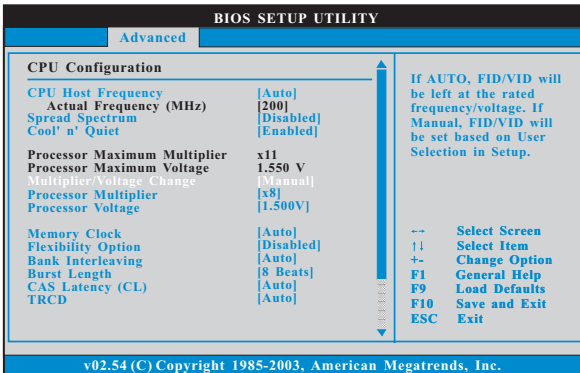 BIOS SETUP UTILITY
Advanced
CPU Configuration
CPU Host Frequency [Auto]
Actual Frequency (MHz) [200]
Spread Spectrum [Disabled]
Cool' n' Quiet [Enabled]
Processor Maximum Multiplier x11
Processor Maximum Voltage 1.550 V
Multiplier/Voltage Change [Manual]
Processor Multiplier [x8]
Processor Voltage [1.500V]
Memory Clock [Auto]
Flexibility Option [Disabled]
Bank Interleaving [Auto]
Burst Length [8 Beats]
CAS Latency (CL) [Auto]
TRCD [Auto]
If AUTO, FID/VID will
be left at the rated
frequency/voltage. If
Manual, FID/VID will
be set based on User
Selection in Setup.
←→ Select Screen
↑↓ Select Item
+- Change Option
F1 General Help
F9 Load Defaults
F10 Save and Exit
ESC Exit
v02.54 (C) Copyright 1985-2003, American Megatrends, Inc.